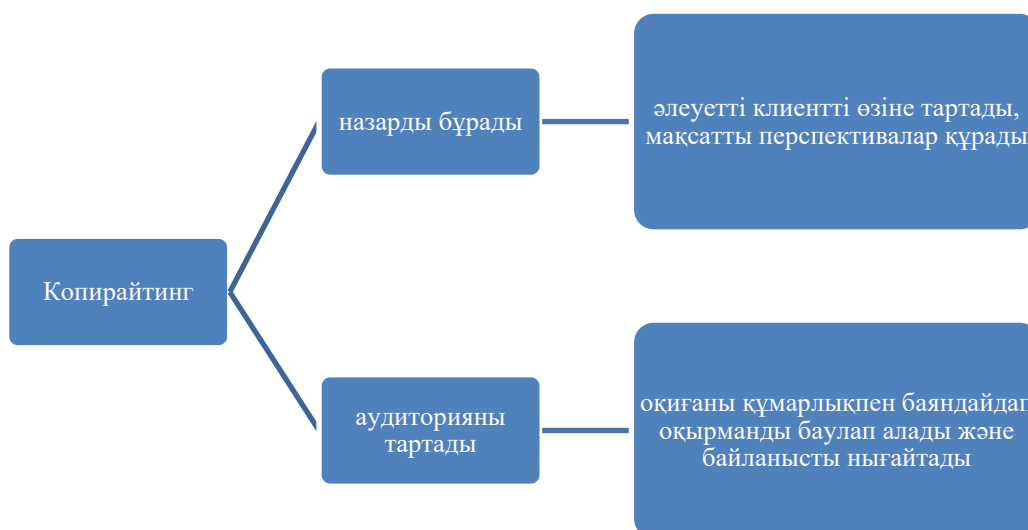 Копирайтинг
назарды бұрады
әлеуетті клиентті өзіне тартады,
мақсатты перспективалар құрады
аудиторияны
тартады
оқиғаны құмарлықпен баяндайдап
оқырманды баулап алады және
байланысты нығайтады